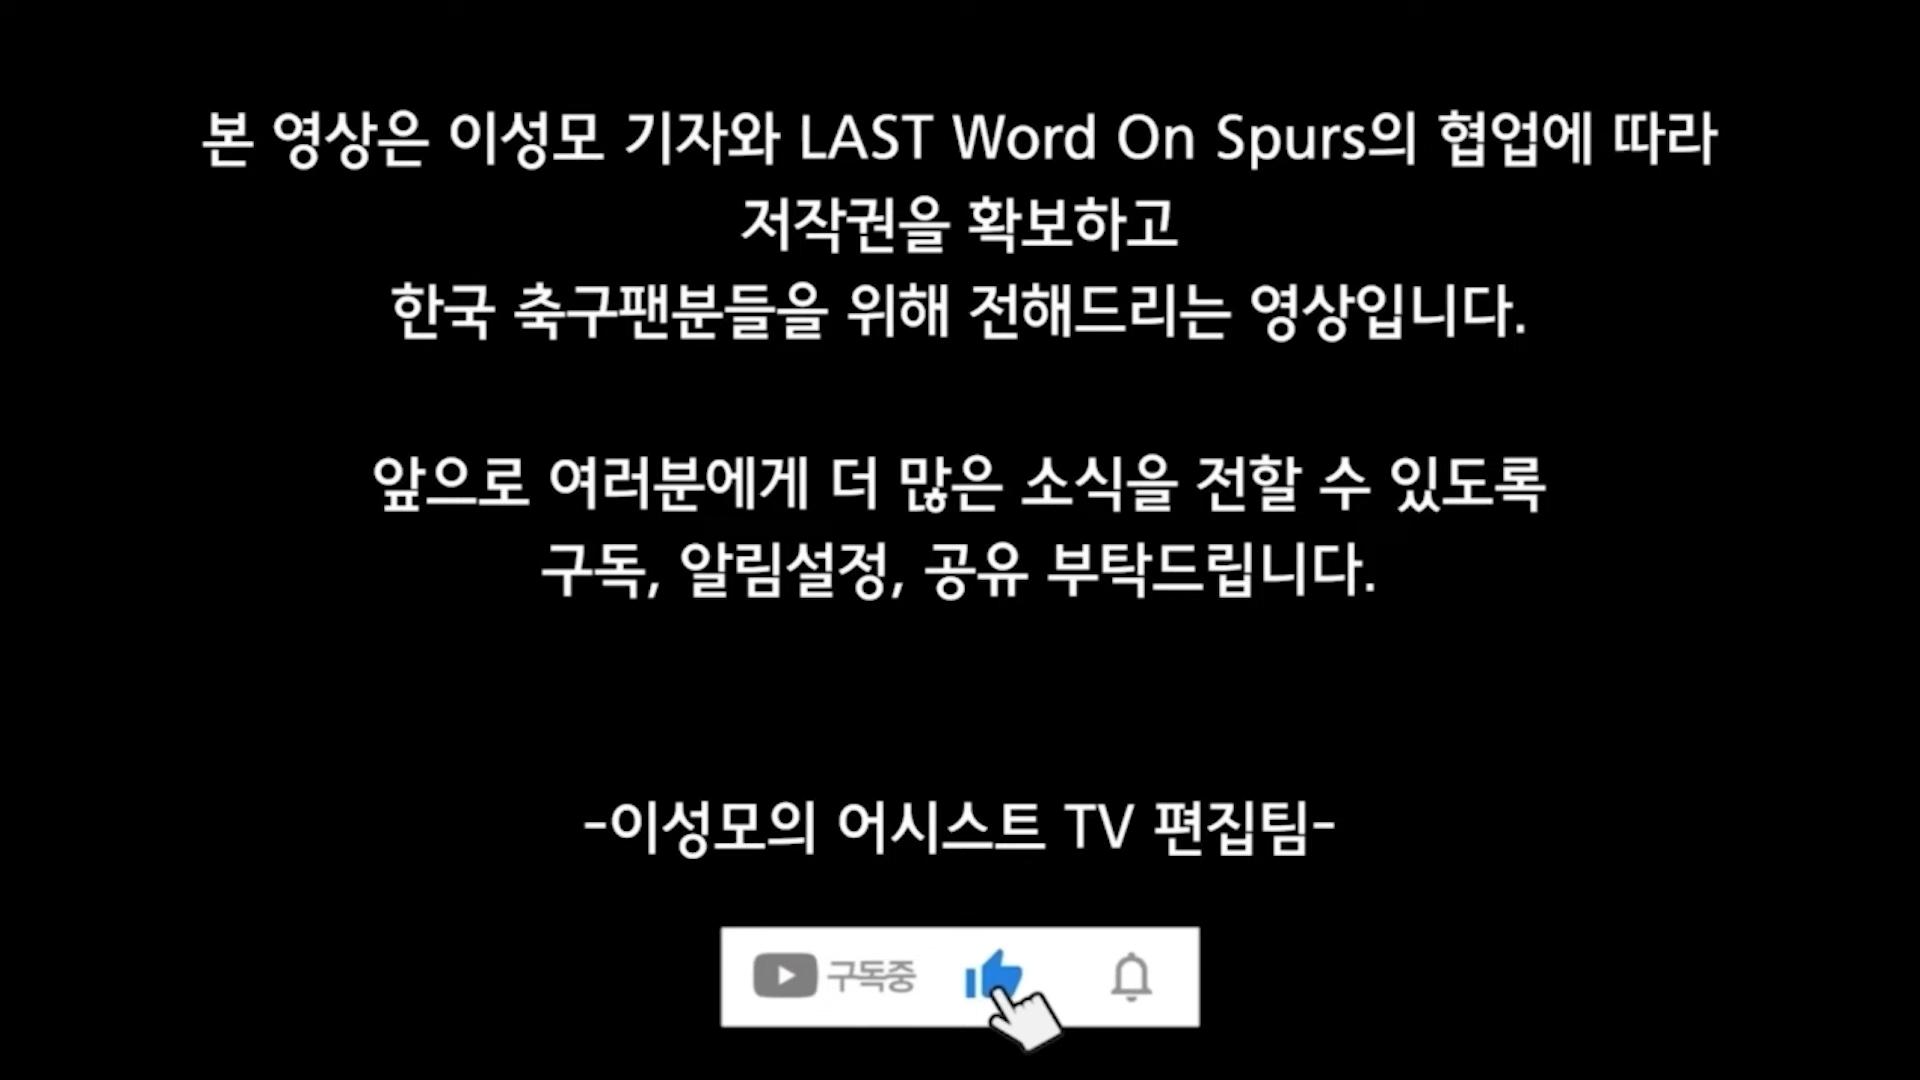 본 영상은 이성모 기자와 LAST Word On Spurs의 협업에 따라
저작권을 확보하고
한국 축구팬분들을 위해 전해드리는 영상입니다.
앞으로 여러분에게 더 많은 소식을 전할 수 있도록
구독, 알림설정, 공유 부탁드립니다.
-이성모의 어시스트 TV 편집팀-
구독중